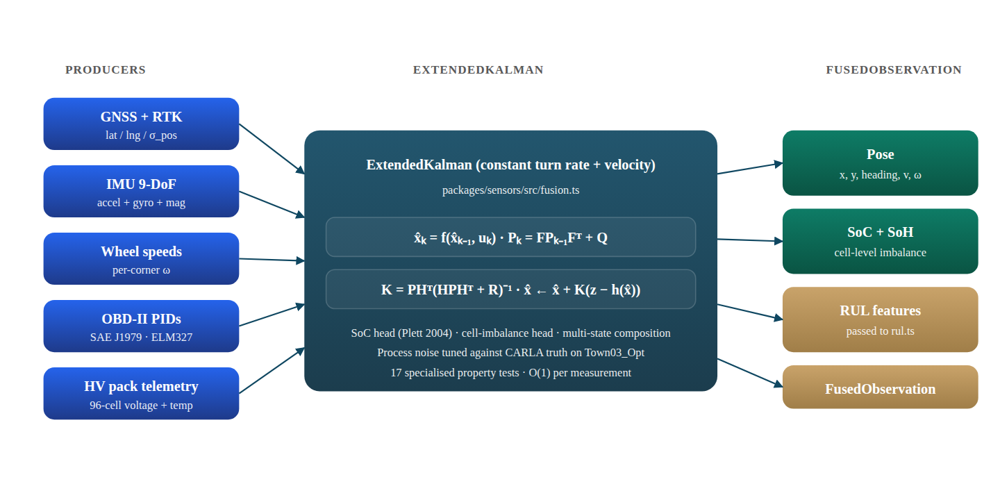 PRODUCERS
EXTENDEDKALMAN
FUSEDOBSERVATION
GNSS + RTK
lat / lng / σ_pos
IMU 9-DoF
accel + gyro + mag
Wheel speeds
per-corner ω
OBD-II PIDs
SAE J1979 · ELM327
HV pack telemetry
96-cell voltage + temp
ExtendedKalman (constant turn rate + velocity)
packages/sensors/src/fusion.ts
x̂ₖ = f(x̂ₖ₋₁, uₖ) · Pₖ = FPₖ₋₁Fᵀ + Q
K = PHᵀ(HPHᵀ + R)⁻¹ · x̂ ← x̂ + K(z − h(x̂))
SoC head (Plett 2004) · cell-imbalance head · multi-state composition
Process noise tuned against CARLA truth on Town03_Opt
17 specialised property tests · O(1) per measurement
Pose
x, y, heading, v, ω
SoC + SoH
cell-level imbalance
RUL features
passed to rul.ts
FusedObservation